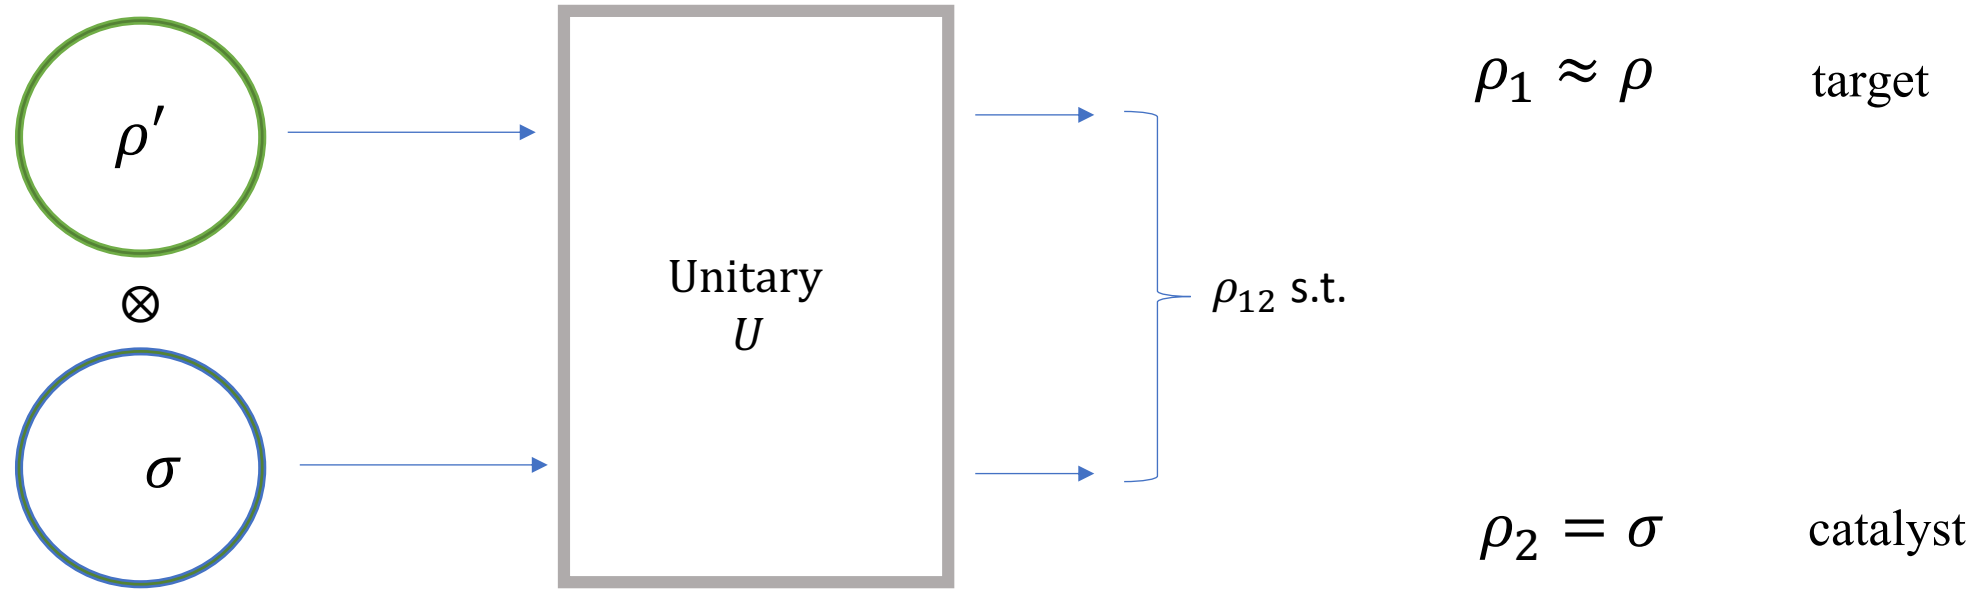 ρ′
⊗
σ
Unitary
U
ρ₁₂ s.t.
ρ₁ ≈ ρ target
ρ₂ = σ catalyst